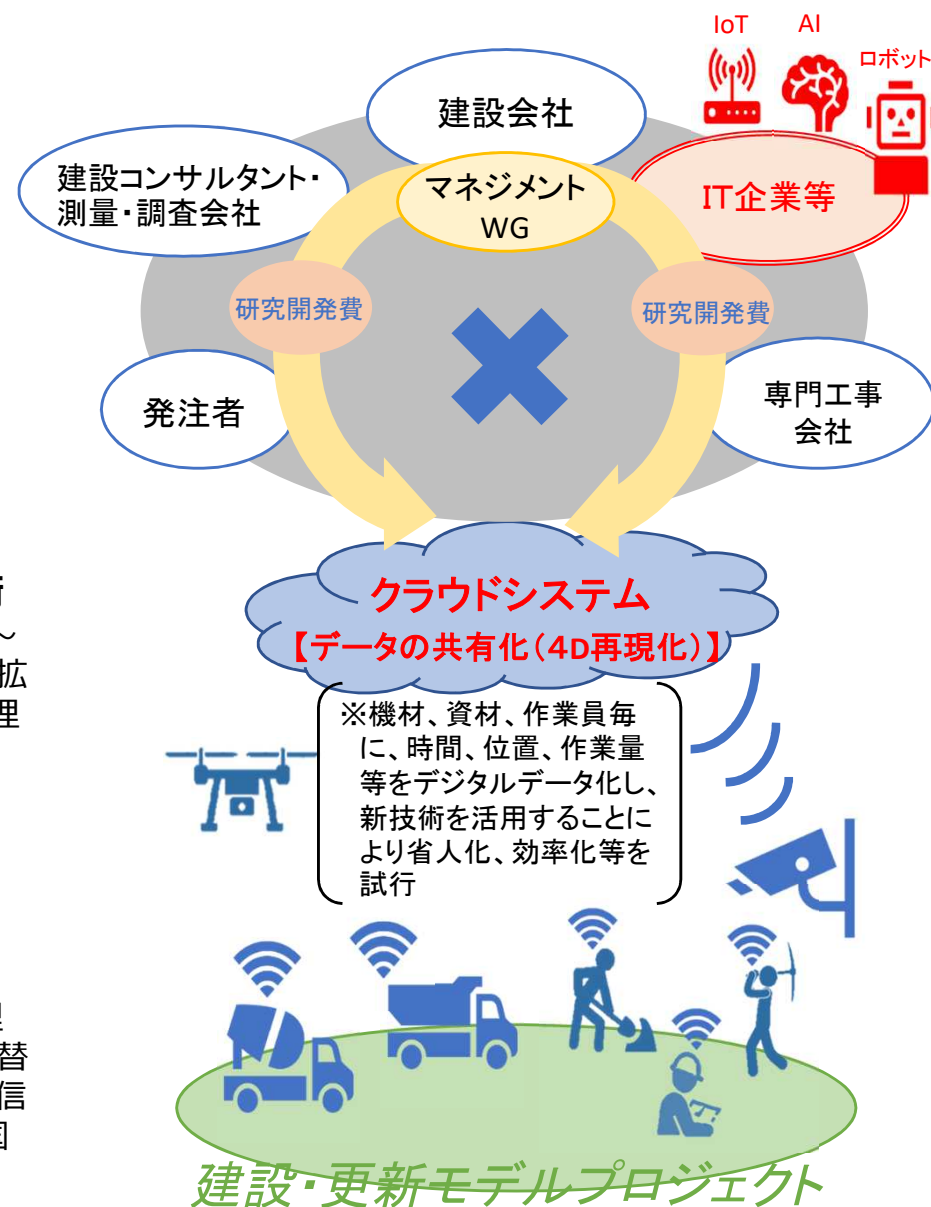 IoT
AI
ロボット
建設会社
建設コンサルタント・
測量・調査会社
マネジメント
WG
IT企業等
研究開発費
研究開発費
発注者
専門工事
会社
クラウドシステム
【データの共有化(4D再現化)】
※機材、資材、作業員毎
に、時間、位置、作業量
等をデジタルデータ化し、
新技術を活用することに
より省人化、効率化等を
試行
~
拡
理
替
信
建設・更新モデルプロジェクト